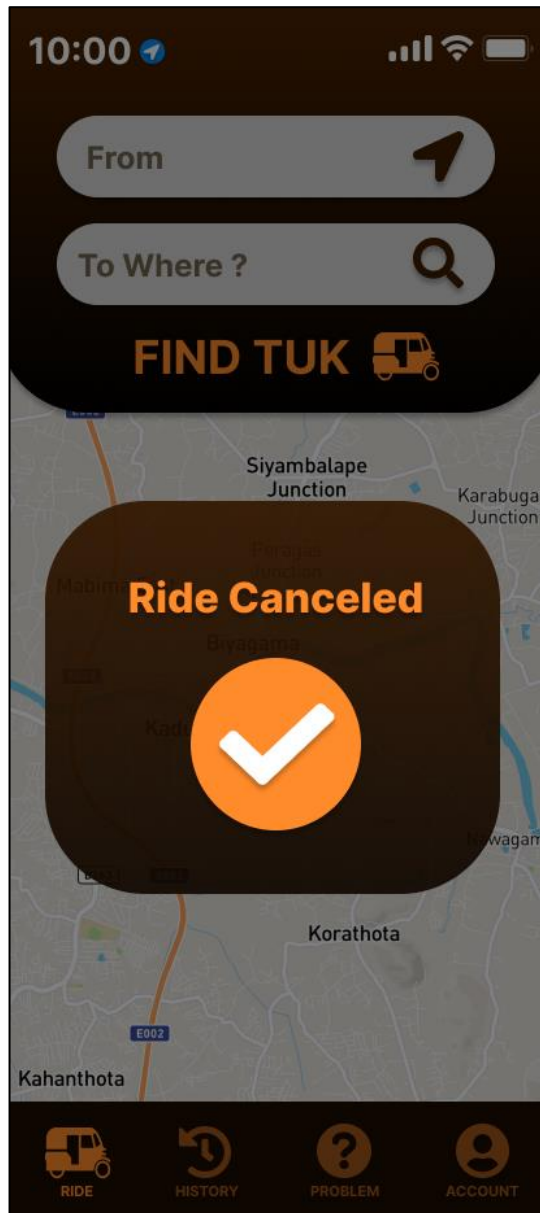 10:00
From
To Where ?
FIND TUK
Siyambalape
Junction
Karabuga
Junction
Ride Canceled
Biyagama
Korathota
E002
Kahanthota
RIDE
HISTORY
PROBLEM
ACCOUNT